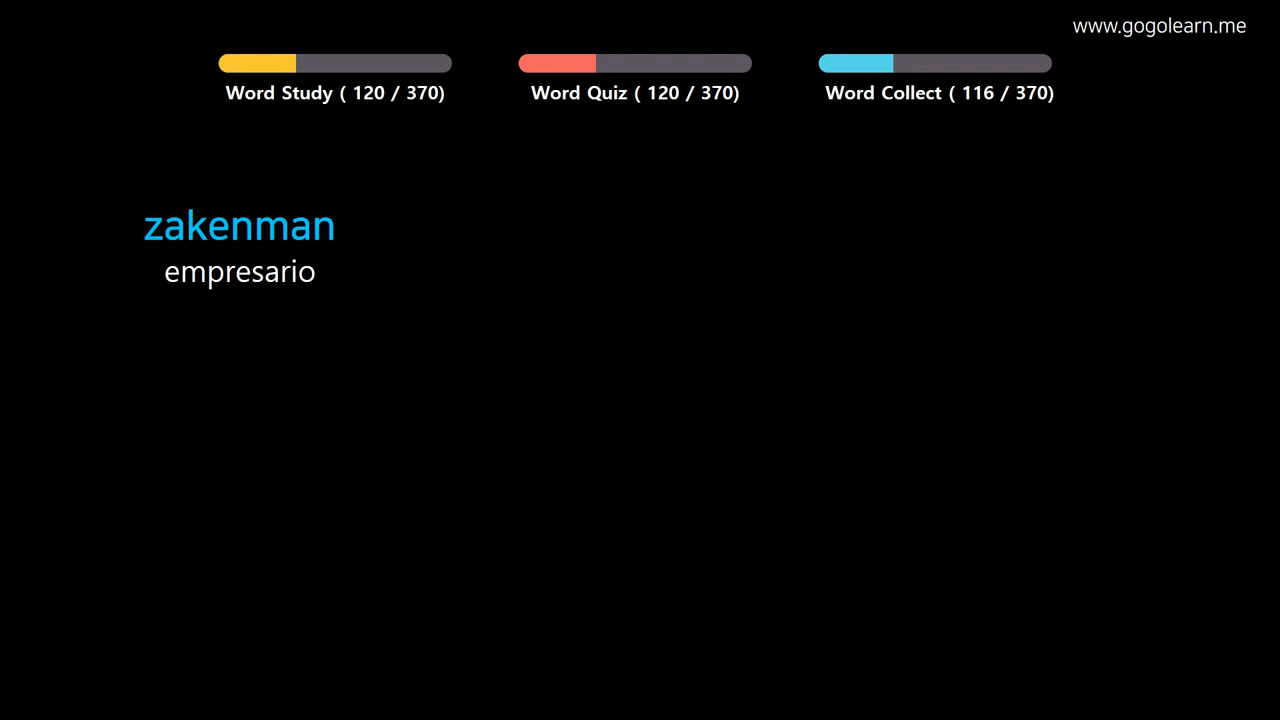 www.gogolearn.me
Word Study ( 120 / 370)
Word Quiz ( 120 / 370)
Word Collect ( 116 / 370)
zakenman
empresario